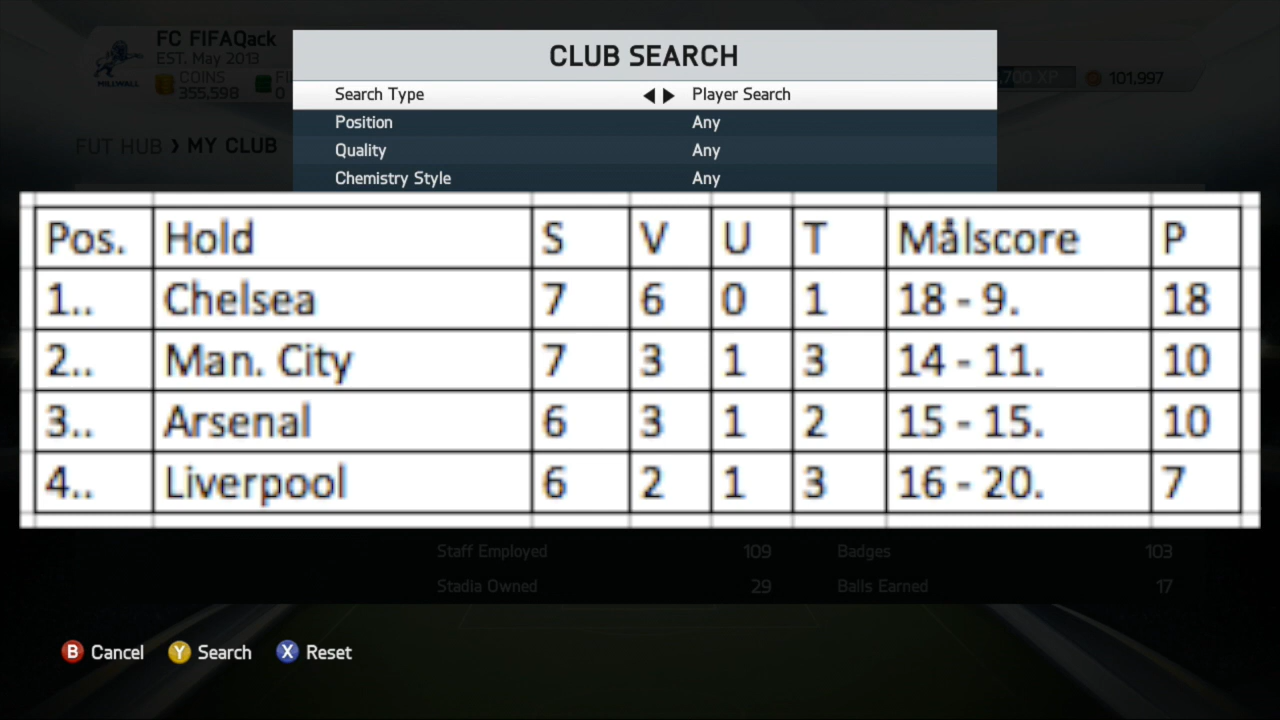 FC FIFAQack
EST. May 2013
MILLWALL
COINS
355,598
0
CLUB SEARCH
700 XP
101,997
Search Type Player Search
Position Any
Quality Any
Chemistry Style Any
FUT HUB > MY CLUB
Pos. Hold S V U T Målscore P
1.. Chelsea 7 6 0 1 18 - 9. 18
2.. Man. City 7 3 1 3 14 - 11. 10
3.. Arsenal 6 3 1 2 15 - 15. 10
4.. Liverpool 6 2 1 3 16 - 20. 7
Staff Employed 109 Badges 103
Stadia Owned 29 Balls Earned 17
B Cancel Y Search X Reset